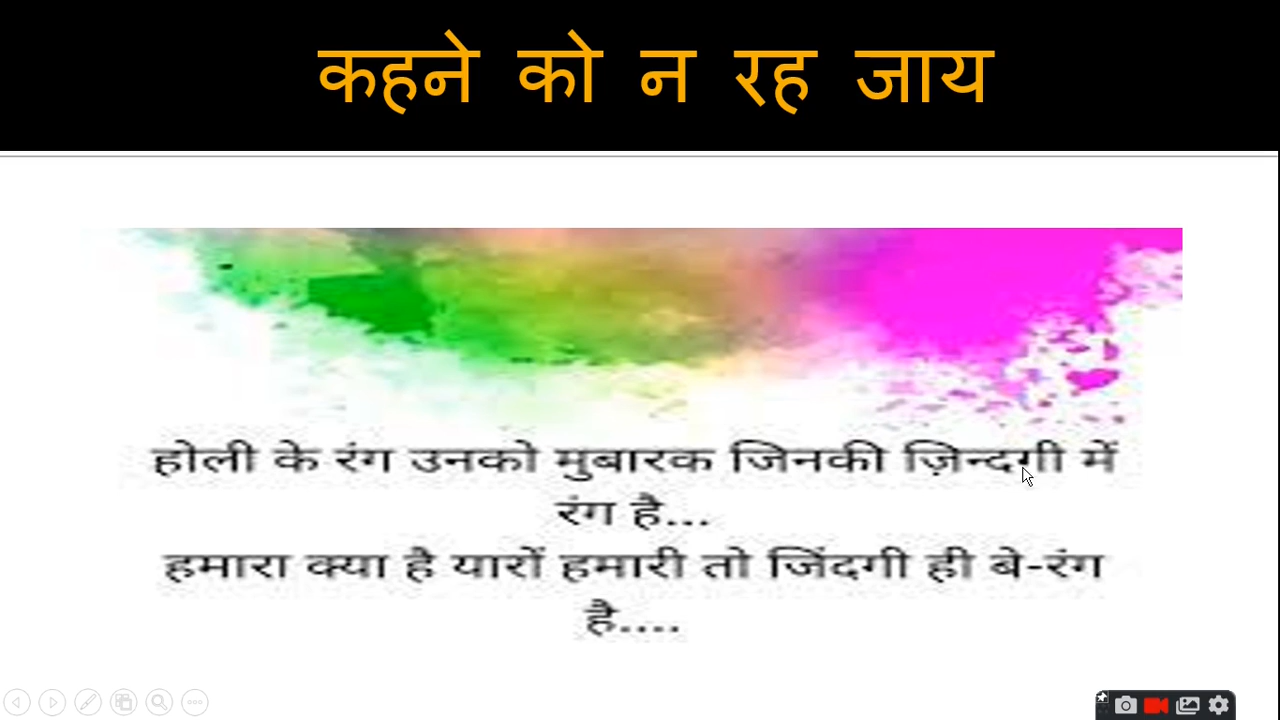 कहने को न रह जाय
होली के रंग उनको मुबारक जिनकी ज़िन्दगी में
रंग है...
हमारा क्या है यारों हमारी तो जिंदगी ही बे-रंग
है....